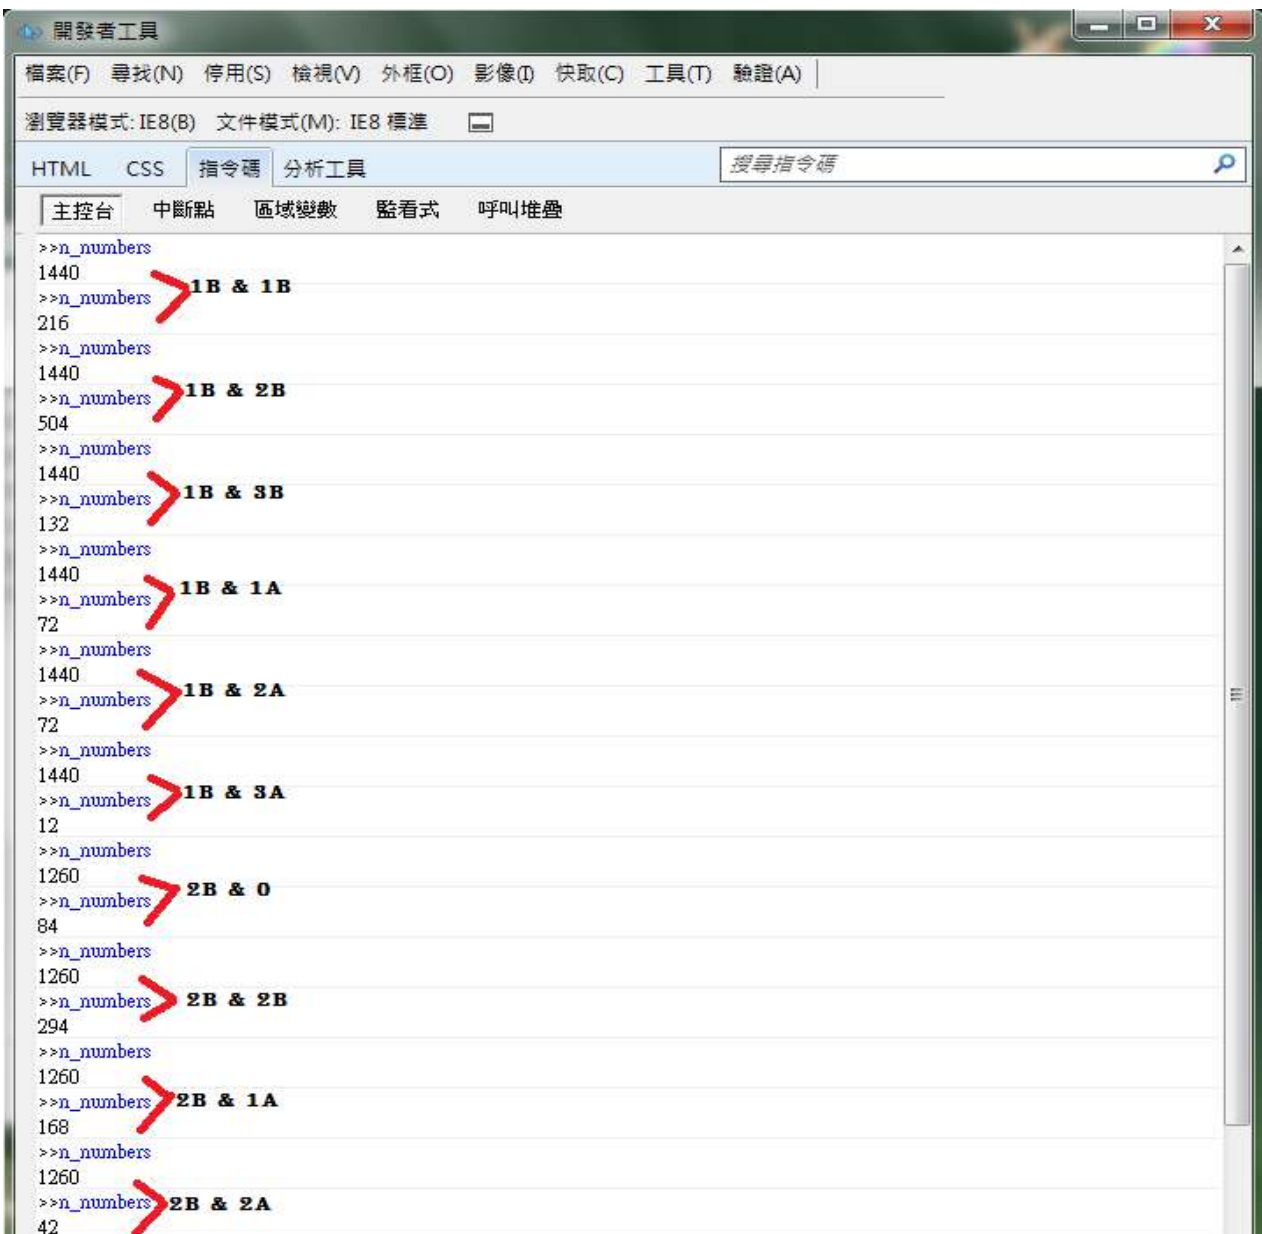 開發者工具
檔案(F) 尋找(N) 停用(S) 檢視(V) 外框(O) 影像(I) 快取(C) 工具(T) 驗證(A)
瀏覽器模式: IE8(B) 文件模式(M): IE8 標準
HTML CSS 指令碼 分析工具 搜尋指令碼
主控台 中斷點 區域變數 監看式 呼叫堆疊
>>n_numbers
1440
1B & 1B
>>n_numbers
216
>>n_numbers
1440
1B & 2B
>>n_numbers
504
>>n_numbers
1440
1B & 3B
>>n_numbers
132
>>n_numbers
1440
1B & 1A
>>n_numbers
72
>>n_numbers
1440
1B & 2A
>>n_numbers
72
>>n_numbers
1440
1B & 3A
>>n_numbers
12
>>n_numbers
1260
2B & 0
>>n_numbers
84
>>n_numbers
1260
>>n_numbers 2B & 2B
294
>>n_numbers
1260
>>n_numbers 2B & 1A
168
>>n_numbers
1260
>>n_numbers 2B & 2A
42